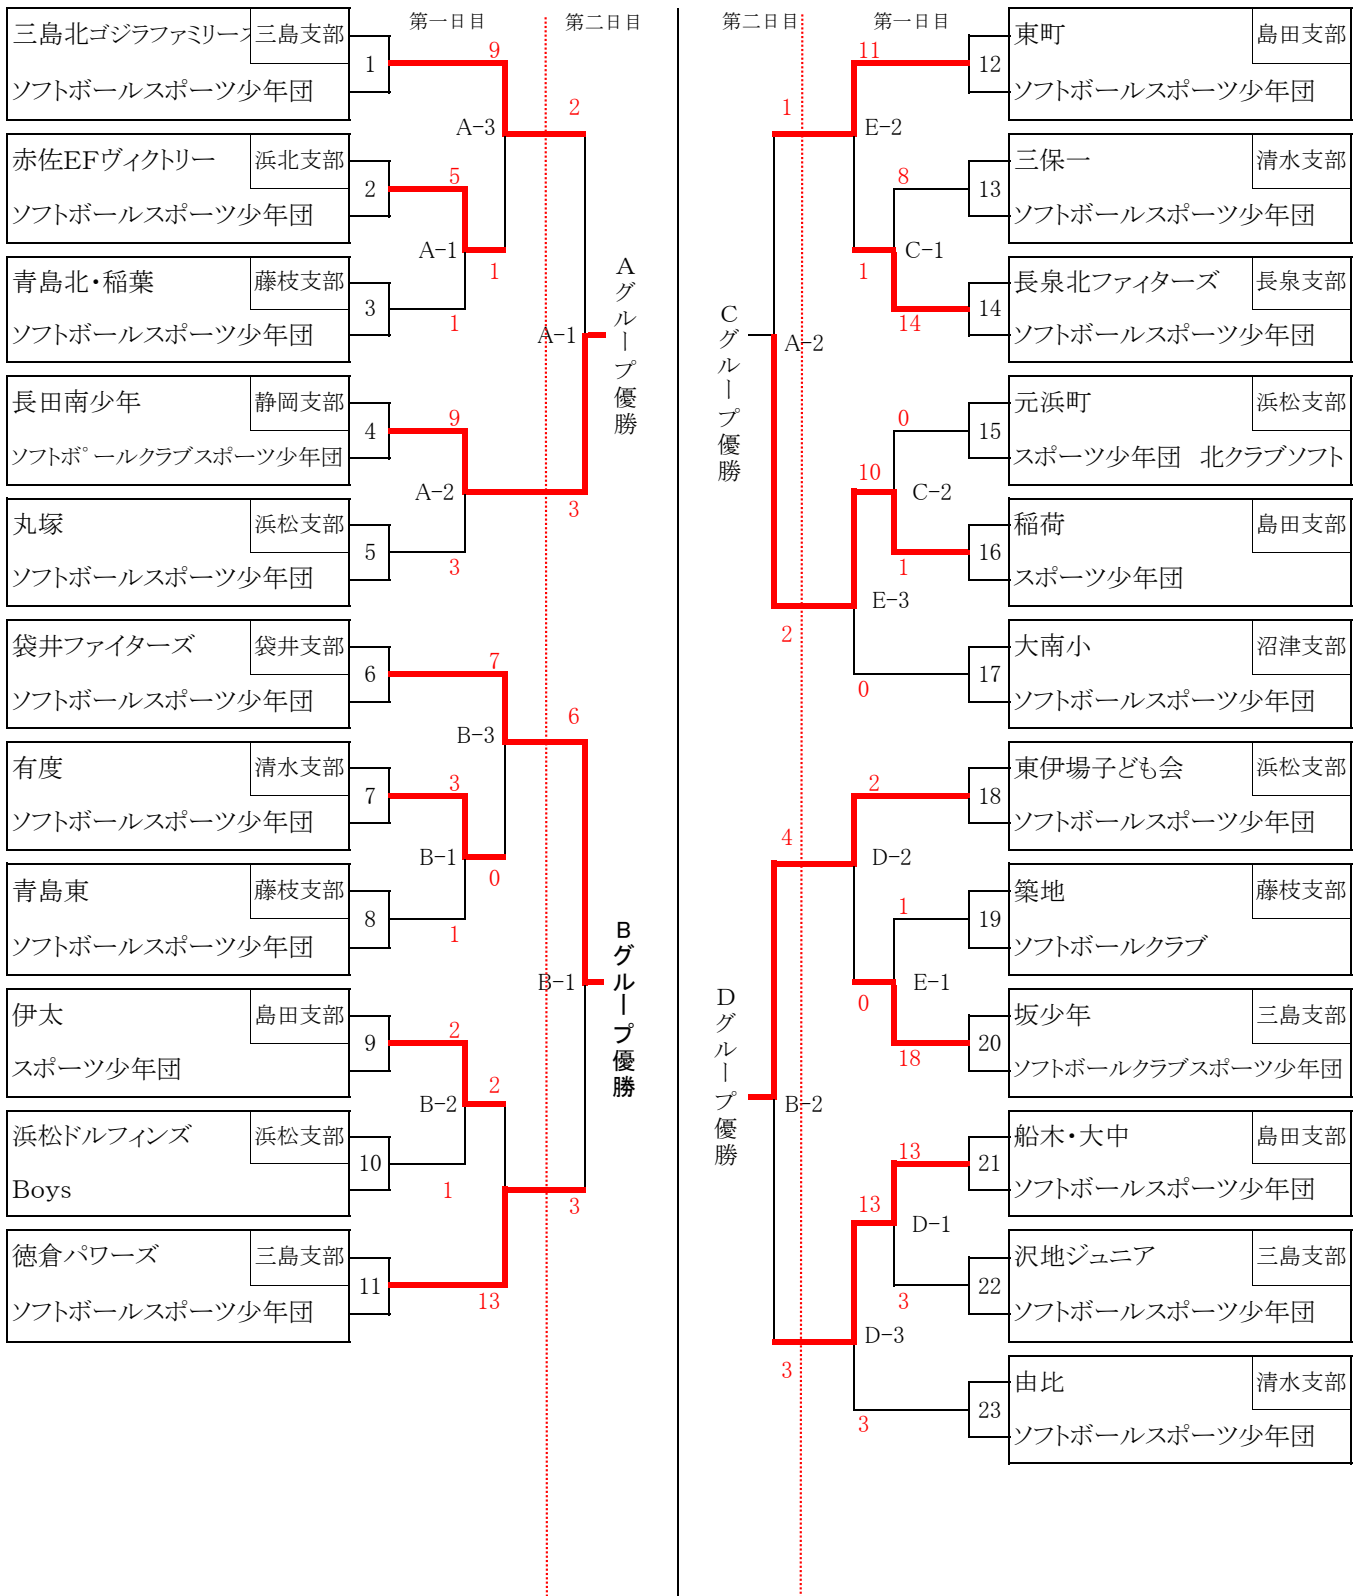 第一日目
第二日目
三島北ゴジラファミリーズ 三島支部
1
ソフトボールスポーツ少年団
9
2
A-3
赤佐EFヴィクトリー 浜北支部
2
ソフトボールスポーツ少年団
5
A-1
1
青島北・稲葉 藤枝支部
3
ソフトボールスポーツ少年団
1
A-1
Aグループ優勝
長田南少年 静岡支部
4
ソフトボールクラブスポーツ少年団
9
A-2
3
丸塚 浜松支部
5
ソフトボールスポーツ少年団
3
袋井ファイターズ 袋井支部
6
ソフトボールスポーツ少年団
7
6
B-3
有度 清水支部
7
ソフトボールスポーツ少年団
3
B-1
0
青島東 藤枝支部
8
ソフトボールスポーツ少年団
1
B-1
Bグループ優勝
伊太 島田支部
9
スポーツ少年団
2
2
B-2
浜松ドルフィンズ 浜松支部
10
Boys
1
3
徳倉パワーズ 三島支部
11
ソフトボールスポーツ少年団
13
第二日目
第一日目
東町 島田支部
12
ソフトボールスポーツ少年団
11
1
E-2
三保一 清水支部
13
ソフトボールスポーツ少年団
8
C-1
1
長泉北ファイターズ 長泉支部
14
ソフトボールスポーツ少年団
14
Cグループ優勝
A-2
元浜町 浜松支部
15
スポーツ少年団 北クラブソフト
0
10
C-2
稲荷 島田支部
16
スポーツ少年団
1
E-3
2
大南小 沼津支部
17
ソフトボールスポーツ少年団
0
東伊場子ども会 浜松支部
18
ソフトボールスポーツ少年団
2
4
D-2
築地 藤枝支部
19
ソフトボールクラブ
1
E-1
0
坂少年 三島支部
20
ソフトボールクラブスポーツ少年団
18
Dグループ優勝
B-2
船木・大中 島田支部
21
ソフトボールスポーツ少年団
13
13
D-1
沢地ジュニア 三島支部
22
ソフトボールスポーツ少年団
3
D-3
3
由比 清水支部
23
ソフトボールスポーツ少年団
3